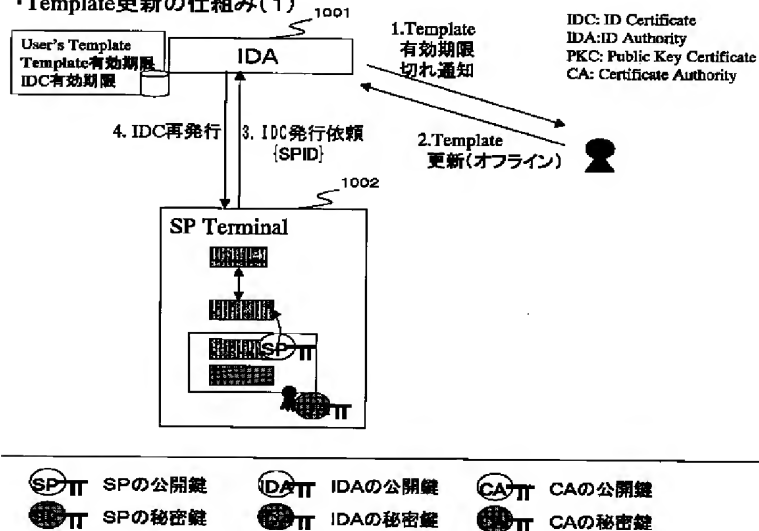 ・Template更新の仕組み(1)
1001
User's Template
Template有効期限
IDC有効期限
IDA
1.Template
有効期限
切れ通知
IDC: ID Certificate
IDA:ID Authority
PKC: Public Key Certificate
CA: Certificate Authority
4. IDC再発行
3. IDC発行依頼
{SPID}
2.Template
更新(オフライン)
1002
SP Terminal
SP
SP SPの公開鍵
IDA IDAの公開鍵
CA CAの公開鍵
SPの秘密鍵
IDAの秘密鍵
CAの秘密鍵